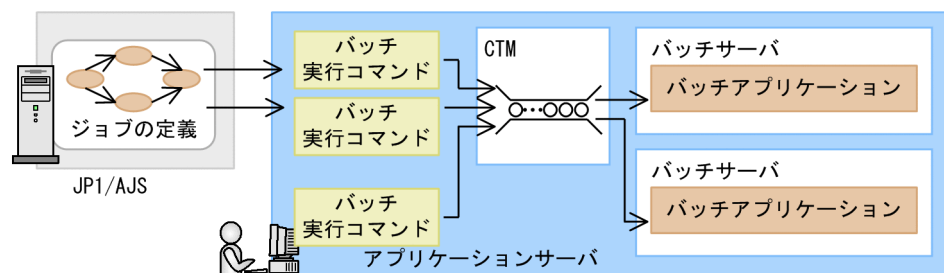 ジョブの定義
JP1/AJS
バッチ
実行コマンド
バッチ
実行コマンド
バッチ
実行コマンド
CTM
バッチサーバ
バッチアプリケーション
バッチサーバ
バッチアプリケーション
アプリケーションサーバ